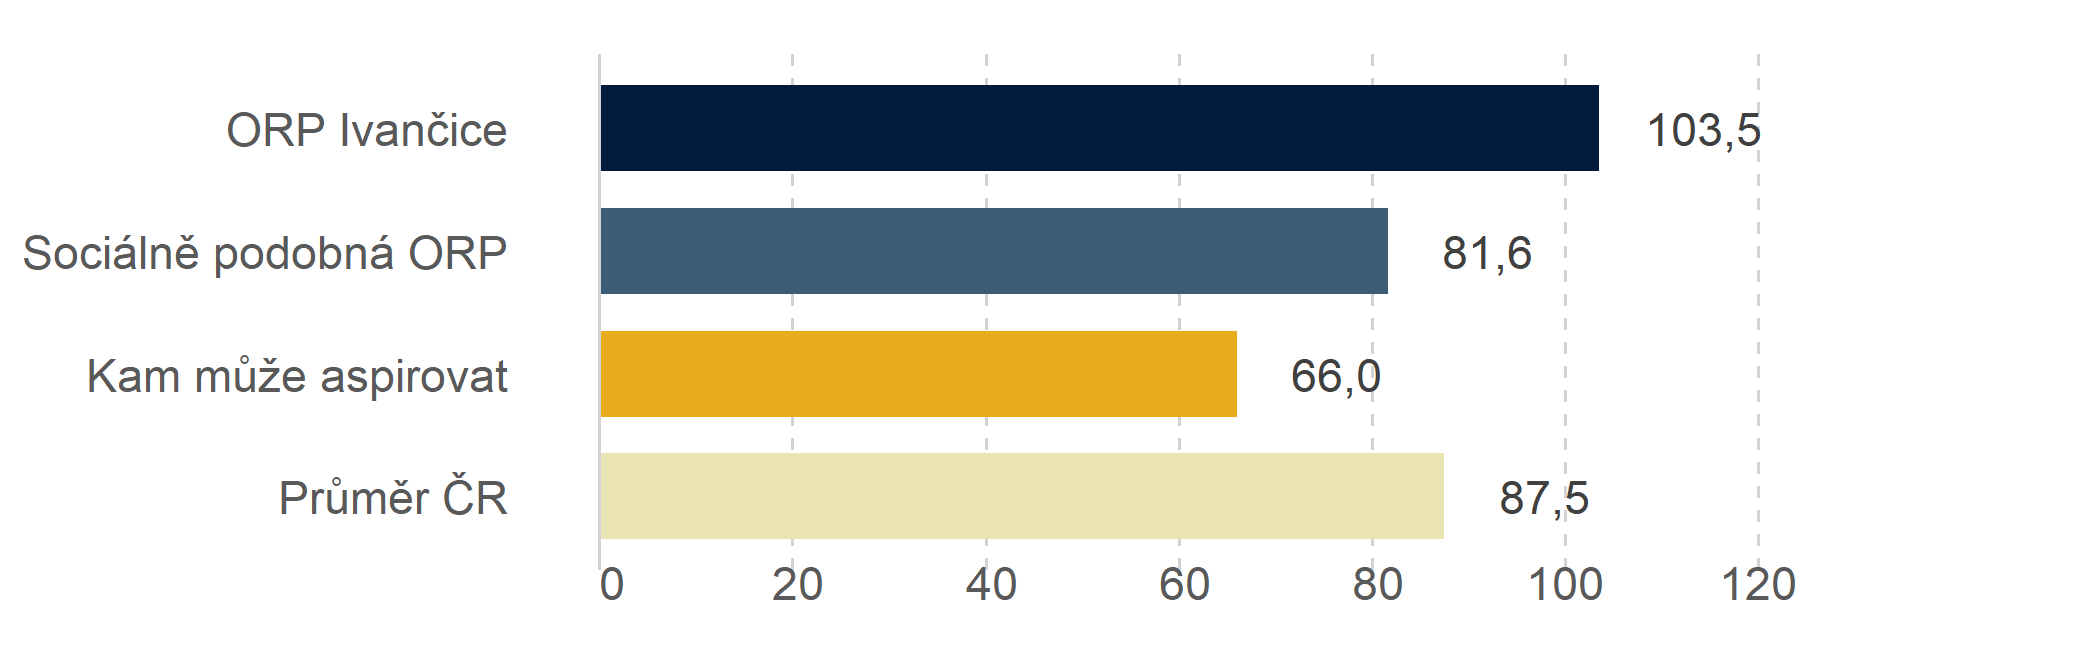 ORP Ivančice 103,5
Sociálně podobná ORP 81,6
Kam může aspirovat 66,0
Průměr ČR 87,5
0 20 40 60 80 100 120